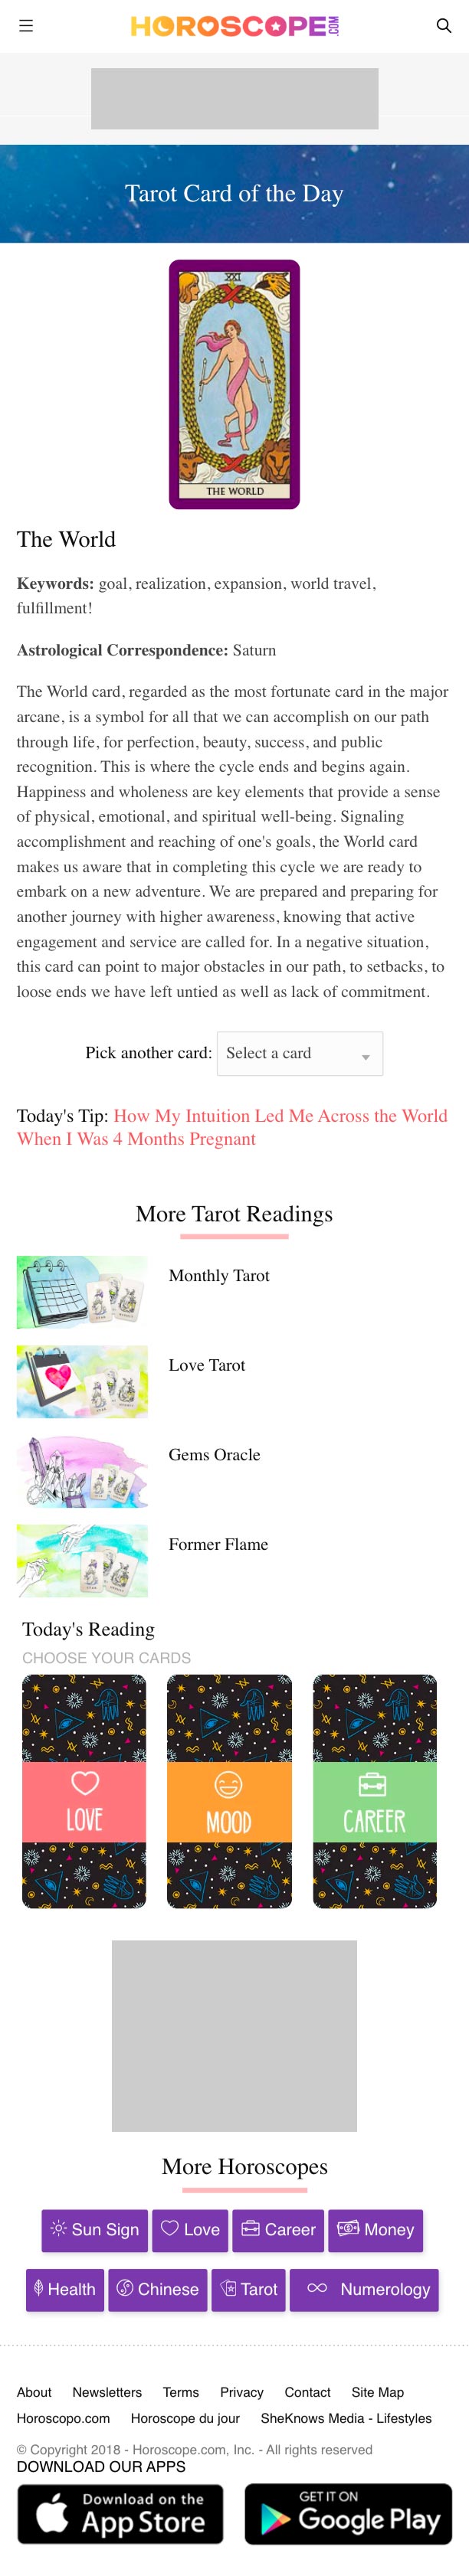 HOROSCOPE.COM
Tarot Card of the Day
XXI
THE WORLD
The World
Keywords: goal, realization, expansion, world travel,
fulfillment!
Astrological Correspondence: Saturn
The World card, regarded as the most fortunate card in the major
arcane, is a symbol for all that we can accomplish on our path
through life, for perfection, beauty, success, and public
recognition. This is where the cycle ends and begins again.
Happiness and wholeness are key elements that provide a sense
of physical, emotional, and spiritual well-being. Signaling
accomplishment and reaching of one's goals, the World card
makes us aware that in completing this cycle we are ready to
embark on a new adventure. We are prepared and preparing for
another journey with higher awareness, knowing that active
engagement and service are called for. In a negative situation,
this card can point to major obstacles in our path, to setbacks, to
loose ends we have left untied as well as lack of commitment.
Pick another card: Select a card
Today's Tip: How My Intuition Led Me Across the World
When I Was 4 Months Pregnant
More Tarot Readings
Monthly Tarot
Love Tarot
Gems Oracle
Former Flame
Today's Reading
CHOOSE YOUR CARDS
LOVE MOOD CAREER
More Horoscopes
Sun Sign Love Career Money
Health Chinese Tarot Numerology
About Newsletters Terms Privacy Contact Site Map
Horoscopo.com Horoscope du jour SheKnows Media - Lifestyles
© Copyright 2018 - Horoscope.com, Inc. - All rights reserved
DOWNLOAD OUR APPS
Download on the GET IT ON
App Store Google Play